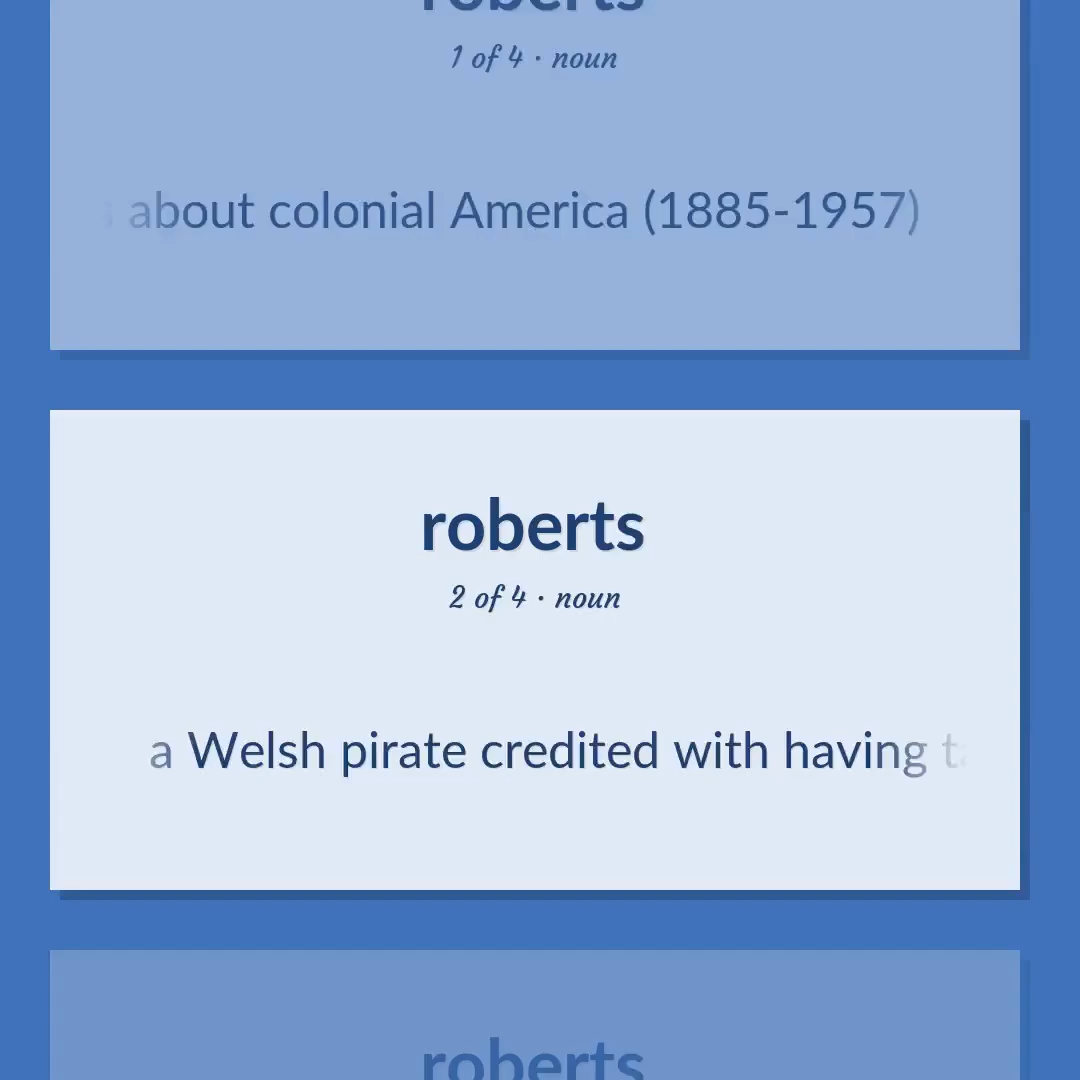 roberts
1 of 4 · noun
about colonial America (1885-1957)
roberts
2 of 4 · noun
a Welsh pirate credited with having
roberts